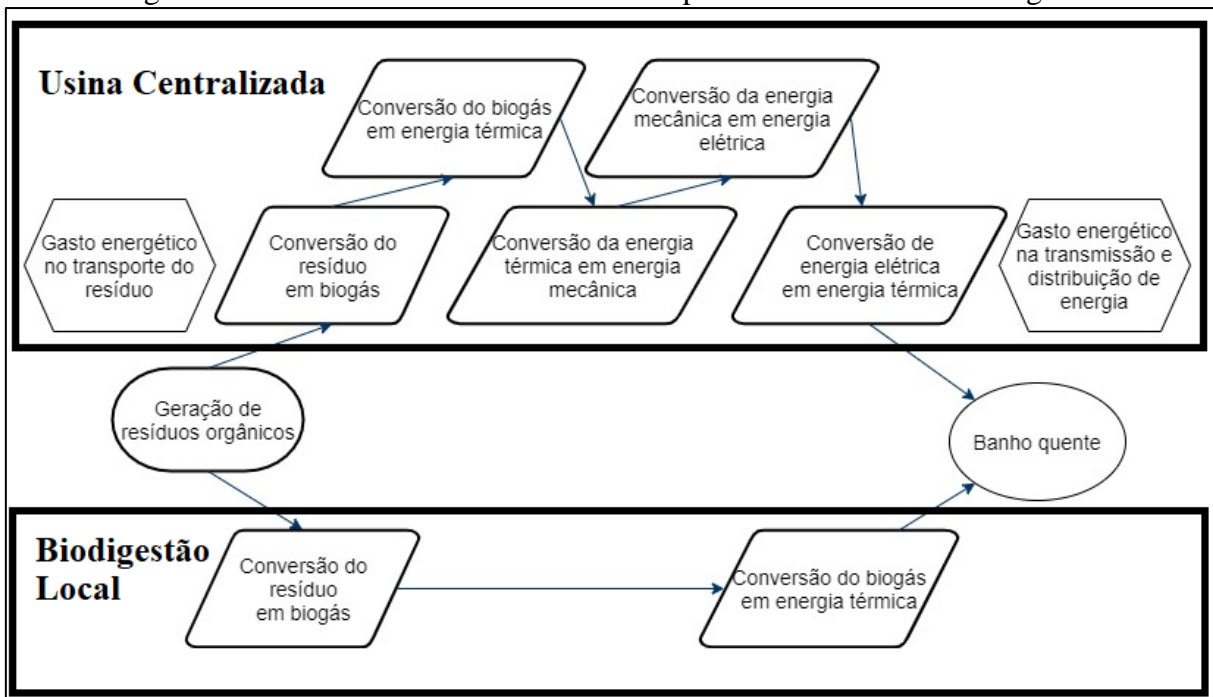 Usina Centralizada
Conversão do biogás
em energia térmica
Conversão da energia
mecânica em energia
elétrica
Gasto energético
no transporte do
resíduo
Conversão do
resíduo
em biogás
Conversão da energia
térmica em energia
mecânica
Conversão de
energia elétrica
em energia térmica
Gasto energético
na transmissão e
distribuição de
energia
Geração de
resíduos orgânicos
Banho quente
Biodigestão
Local
Conversão do
resíduo
em biogás
Conversão do biogás
em energia térmica